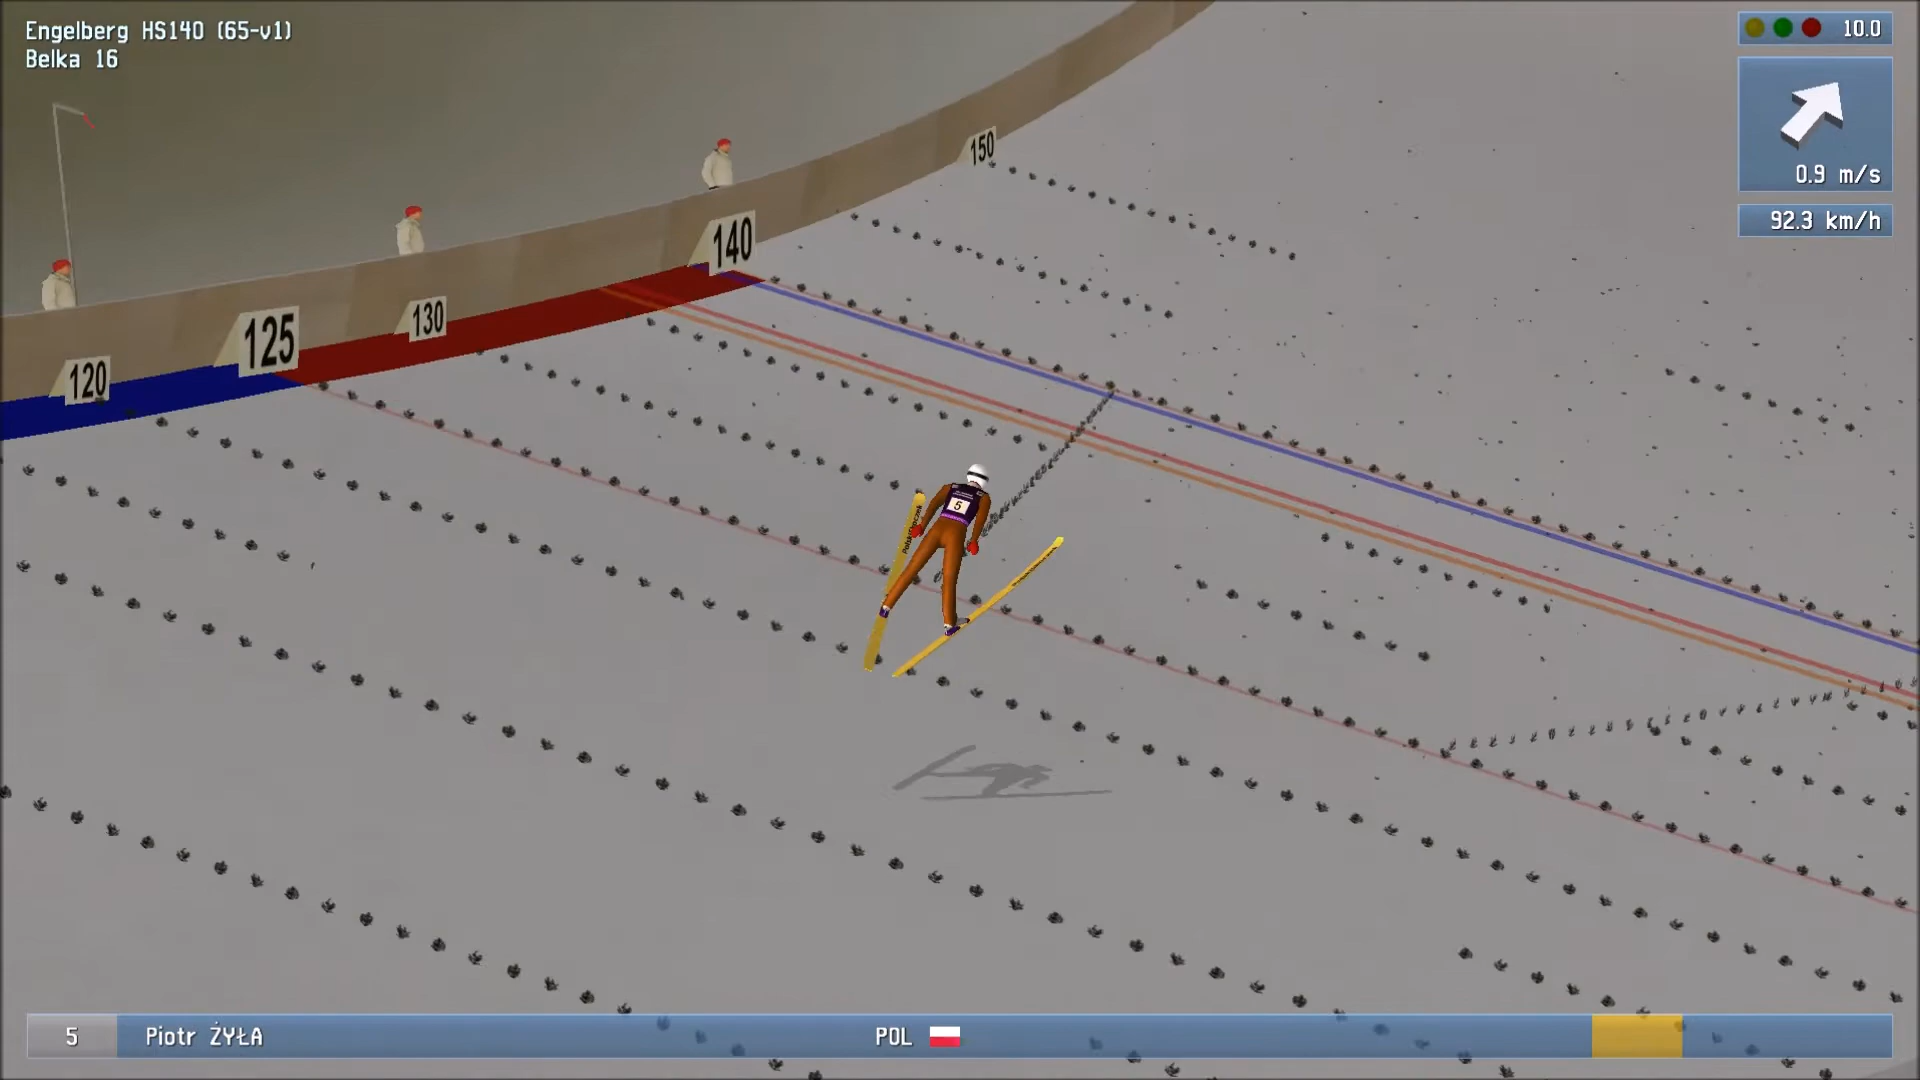 Engelberg HS140 (65-v1)
Belka 16
10.0
0.9 m/s
92.3 km/h
150
140
130
125
120
5
5 Piotr ŻYŁA POL